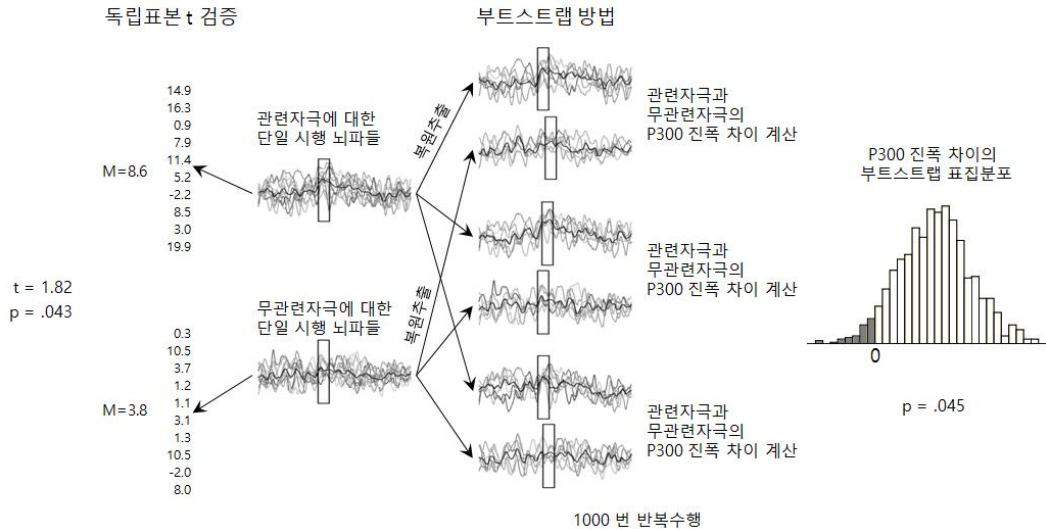 독립표본 t 검증
14.9
16.3
0.9
7.9
11.4
5.2
-2.2
8.5
3.0
19.9
M=8.6
관련자극에 대한
단일 시행 뇌파들
t = 1.82
p = .043
무관련자극에 대한
단일 시행 뇌파들
0.3
10.5
3.7
1.2
1.1
3.1
1.3
10.5
-2.0
8.0
M=3.8
부트스트랩 방법
복원추출
복원추출
관련자극과
무관련자극의
P300 진폭 차이 계산
관련자극과
무관련자극의
P300 진폭 차이 계산
관련자극과
무관련자극의
P300 진폭 차이 계산
1000 번 반복수행
P300 진폭 차이의
부트스트랩 표집분포
0
p = .045